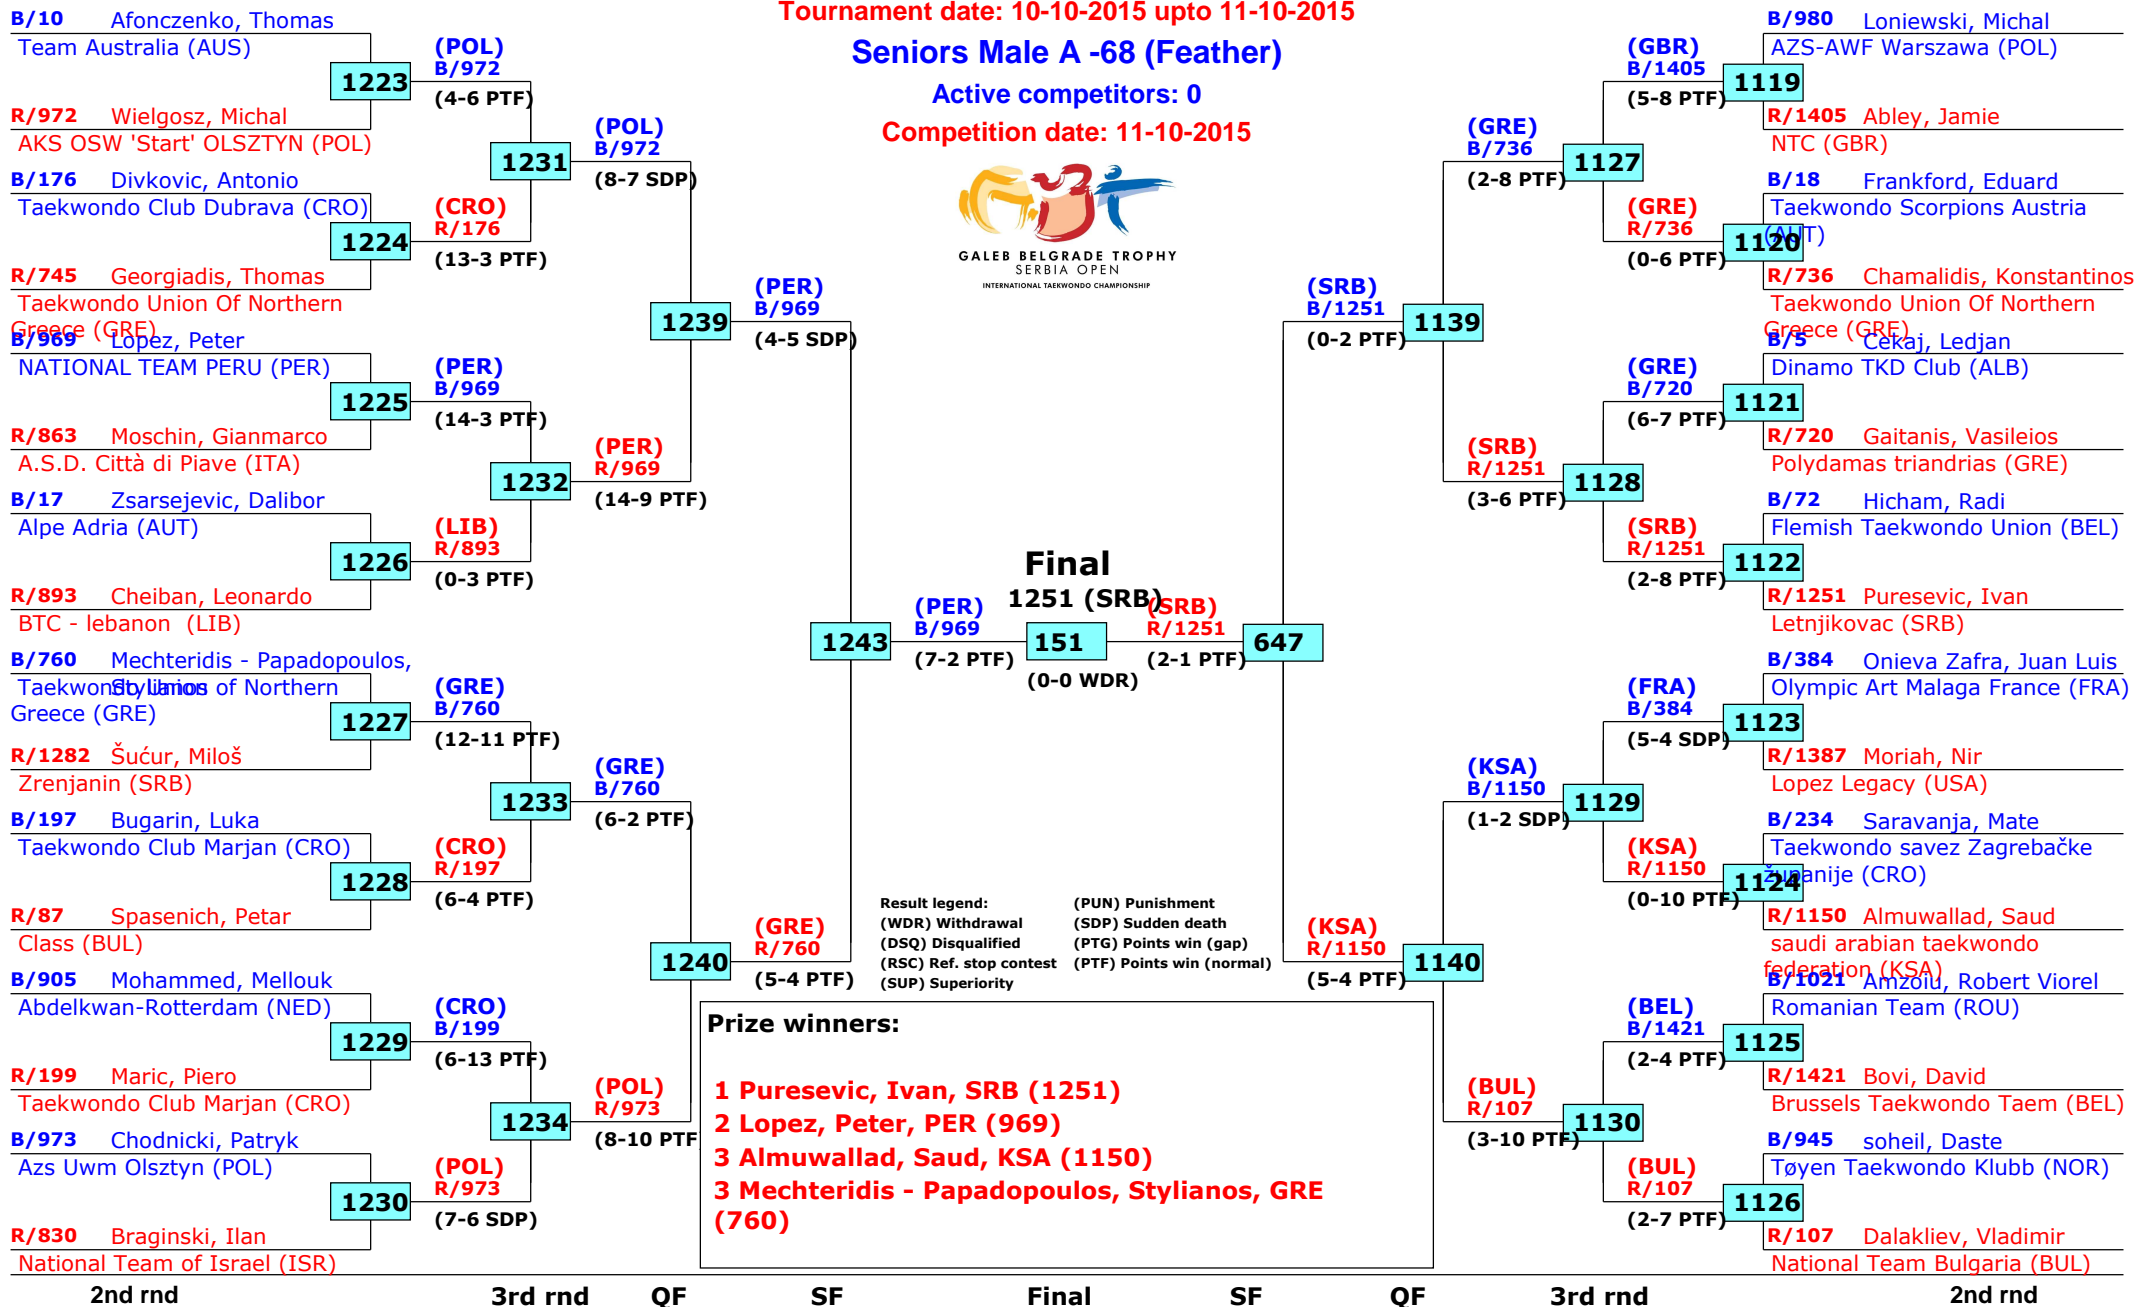 Tournament date: 10-10-2015 upto 11-10-2015
Seniors Male A -68 (Feather)
Active competitors: 0
Competition date: 11-10-2015
GALEB BELGRADE TROPHY
SERBIA OPEN
INTERNATIONAL TAEKWONDO CHAMPIONSHIP
B/10 Afonczenko, Thomas
Team Australia (AUS)
1223
R/972 Wielgosz, Michal
AKS OSW 'Start' OLSZTYN (POL)
B/176 Divkovic, Antonio
Taekwondo Club Dubrava (CRO)
1224
R/745 Georgiadis, Thomas
Taekwondo Union Of Northern
Greece (GRE)
B/969 Lopez, Peter
NATIONAL TEAM PERU (PER)
1225
R/863 Moschin, Gianmarco
A.S.D. Città di Piave (ITA)
B/17 Zsarsejevic, Dalibor
Alpe Adria (AUT)
1226
R/893 Cheiban, Leonardo
BTC - lebanon (LIB)
B/760 Mechteridis - Papadopoulos,
Stylianos
Taekwondo Union of Northern
Greece (GRE)
1227
R/1282 Šućur, Miloš
Zrenjanin (SRB)
B/197 Bugarin, Luka
Taekwondo Club Marjan (CRO)
1228
R/87 Spasenich, Petar
Class (BUL)
B/905 Mohammed, Mellouk
Abdelkwan-Rotterdam (NED)
1229
R/199 Maric, Piero
Taekwondo Club Marjan (CRO)
B/973 Chodnicki, Patryk
Azs Uwm Olsztyn (POL)
1230
R/830 Braginski, Ilan
National Team of Israel (ISR)
(POL)
B/972
(4-6 PTF)
1231
(CRO)
R/176
(13-3 PTF)
(PER)
B/969
(14-3 PTF)
1232
(LIB)
R/893
(0-3 PTF)
(GRE)
B/760
(12-11 PTF)
1233
(CRO)
R/197
(6-4 PTF)
(CRO)
B/199
(6-13 PTF)
1234
(POL)
R/973
(7-6 SDP)
(POL)
B/972
(8-7 SDP)
1239
(PER)
R/969
(14-9 PTF)
(GRE)
B/760
(6-2 PTF)
1240
(POL)
R/973
(8-10 PTF
(PER)
B/969
(4-5 SDP)
1243
(GRE)
R/760
(5-4 PTF)
(PER)
B/969
(7-2 PTF)
Final
1251 (SRB)
151
(0-0 WDR)
(SRB)
R/1251
(2-1 PTF)
647
(SRB)
B/1251
(0-2 PTF)
1139
(KSA)
R/1150
(5-4 PTF)
1140
(GRE)
B/736
(2-8 PTF)
1127
(SRB)
R/1251
(3-6 PTF)
1128
(KSA)
B/1150
(1-2 SDP)
1129
(BUL)
R/107
(3-10 PTF)
1130
(GBR)
B/1405
(5-8 PTF)
1119
(GRE)
R/736
(0-6 PTF)
1120
(GRE)
B/720
(6-7 PTF)
1121
(SRB)
R/1251
(2-8 PTF)
1122
(FRA)
B/384
(5-4 SDP)
1123
(KSA)
R/1150
(0-10 PTF)
1124
(BEL)
B/1421
(2-4 PTF)
1125
(BUL)
R/107
(2-7 PTF)
1126
B/980 Loniewski, Michal
AZS-AWF Warszawa (POL)
R/1405 Abley, Jamie
NTC (GBR)
B/18 Frankford, Eduard
Taekwondo Scorpions Austria
(AUT)
R/736 Chamalidis, Konstantinos
Taekwondo Union Of Northern
Greece (GRE)
B/5 Cekaj, Ledjan
Dinamo TKD Club (ALB)
R/720 Gaitanis, Vasileios
Polydamas triandrias (GRE)
B/72 Hicham, Radi
Flemish Taekwondo Union (BEL)
R/1251 Puresevic, Ivan
Letnjikovac (SRB)
B/384 Onieva Zafra, Juan Luis
Olympic Art Malaga France (FRA)
R/1387 Moriah, Nir
Lopez Legacy (USA)
B/234 Saravanja, Mate
Taekwondo savez Zagrebačke
županije (CRO)
R/1150 Almuwallad, Saud
saudi arabian taekwondo
federation (KSA)
B/1021 Amzoiu, Robert Viorel
Romanian Team (ROU)
R/1421 Bovi, David
Brussels Taekwondo Taem (BEL)
B/945 soheil, Daste
Tøyen Taekwondo Klubb (NOR)
R/107 Dalakliev, Vladimir
National Team Bulgaria (BUL)
Result legend: (PUN) Punishment
(WDR) Withdrawal (SDP) Sudden death
(DSQ) Disqualified (PTG) Points win (gap)
(RSC) Ref. stop contest (PTF) Points win (normal)
(SUP) Superiority
Prize winners:
1 Puresevic, Ivan, SRB (1251)
2 Lopez, Peter, PER (969)
3 Almuwallad, Saud, KSA (1150)
3 Mechteridis - Papadopoulos, Stylianos, GRE
(760)
2nd rnd 3rd rnd QF SF Final SF QF 3rd rnd 2nd rnd